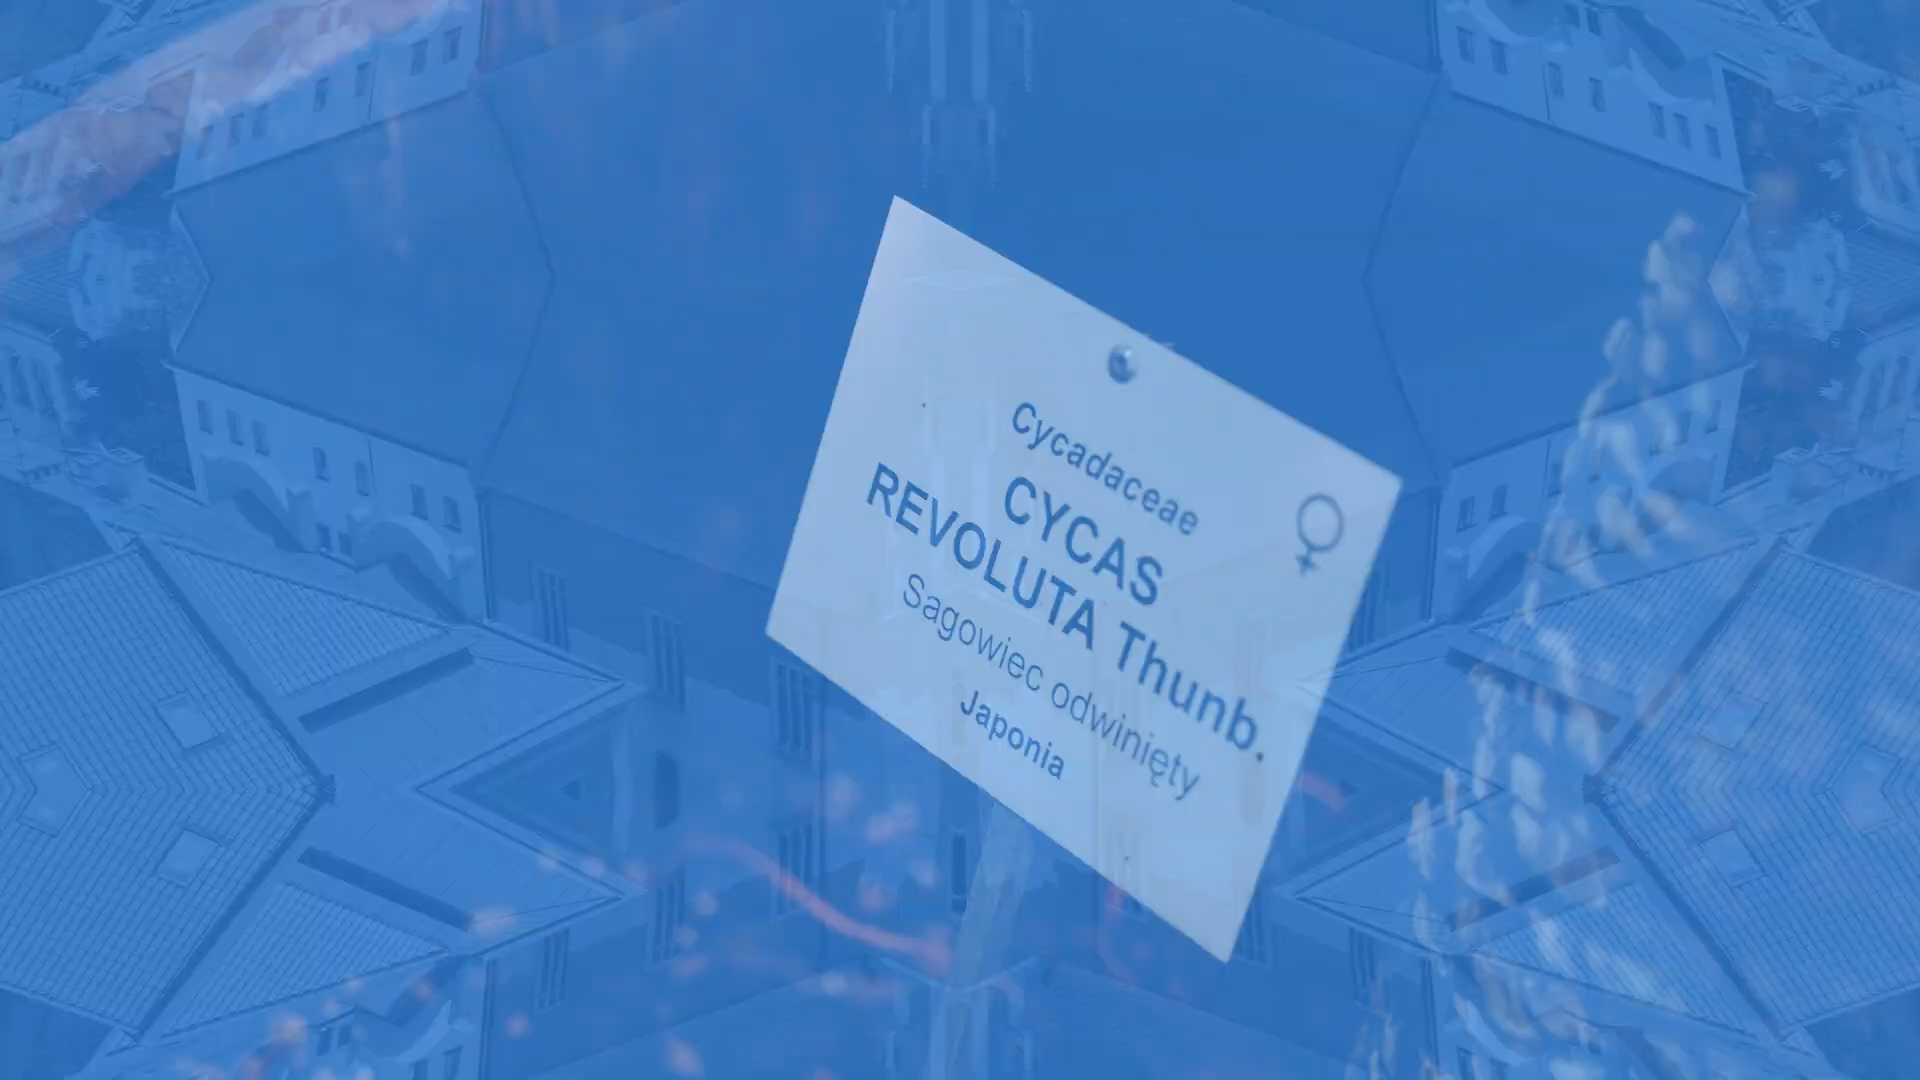 Cycadaceae
♀
CYCAS
REVOLUTA Thunb.
Sagowiec odwinięty
Japonia